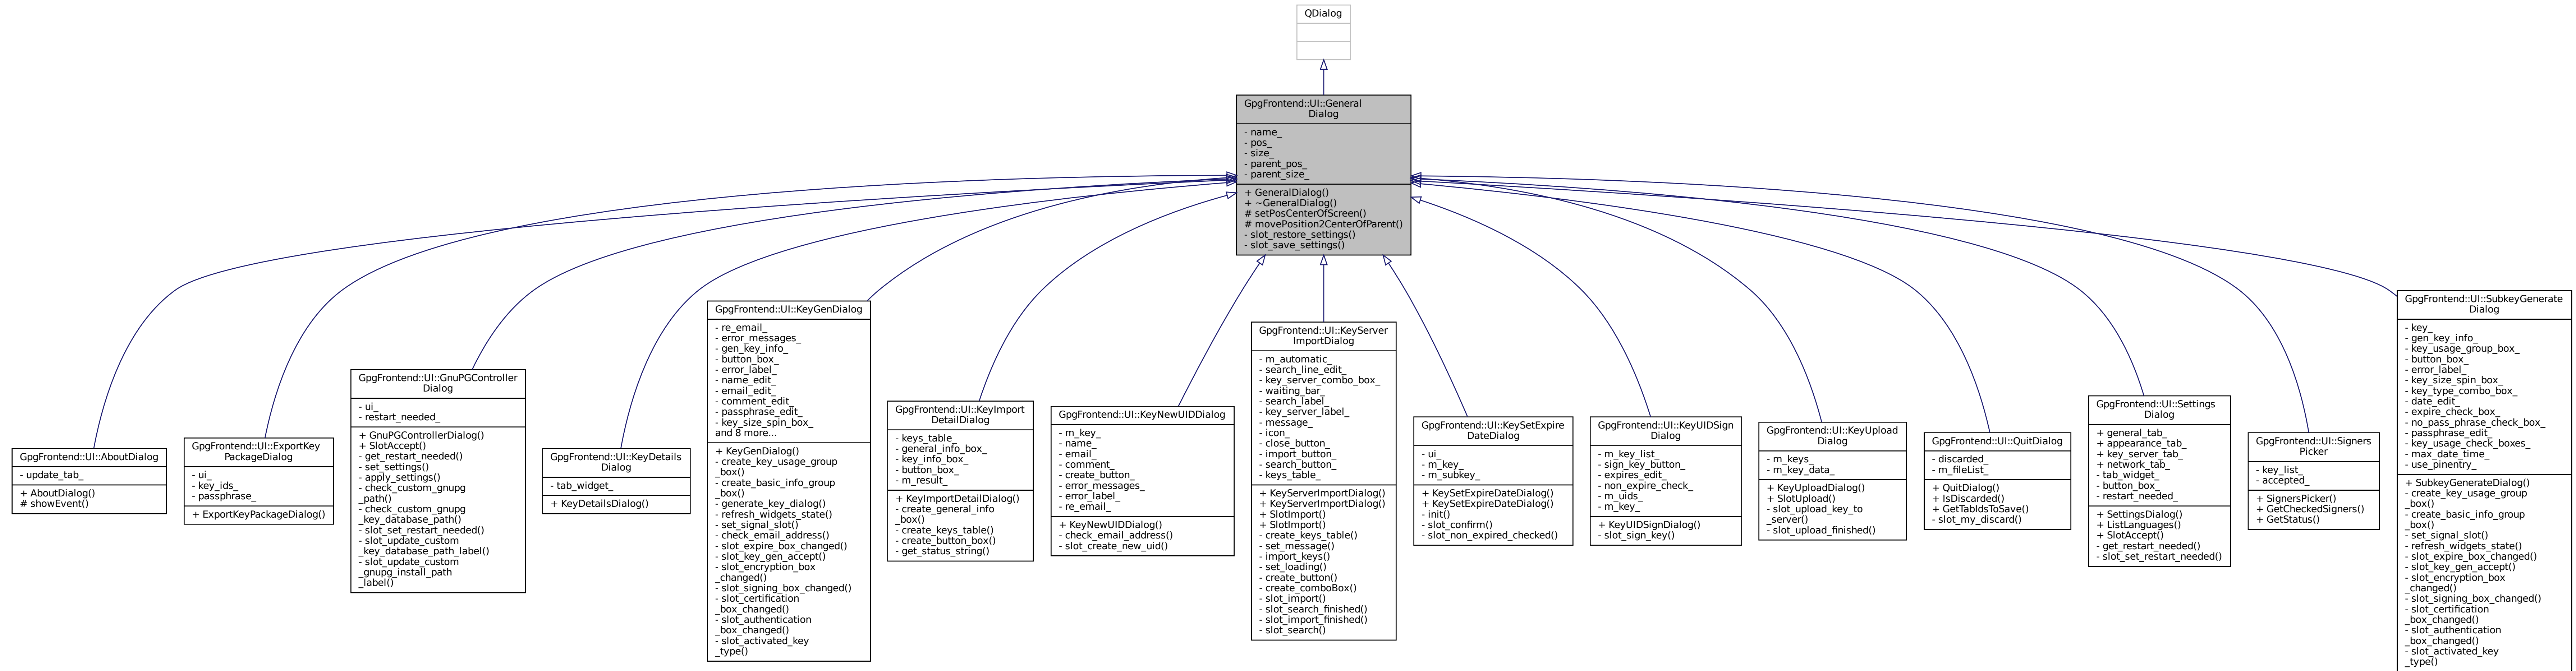 QDialog
GpgFrontend::UI::General
Dialog
- name_
- pos_
- size_
- parent_pos_
- parent_size_
+ GeneralDialog()
+ ~GeneralDialog()
# setPosCenterOfScreen()
# movePosition2CenterOfParent()
- slot_restore_settings()
- slot_save_settings()
GpgFrontend::UI::AboutDialog
- update_tab_
+ AboutDialog()
# showEvent()
GpgFrontend::UI::ExportKey
PackageDialog
- ui_
- key_ids_
- passphrase_
+ ExportKeyPackageDialog()
GpgFrontend::UI::GnuPGController
Dialog
- ui_
- restart_needed_
+ GnuPGControllerDialog()
+ SlotAccept()
- get_restart_needed()
- set_settings()
- apply_settings()
- check_custom_gnupg
_path()
- check_custom_gnupg
_key_database_path()
- slot_set_restart_needed()
- slot_update_custom
_key_database_path_label()
- slot_update_custom
_gnupg_install_path
_label()
GpgFrontend::UI::KeyDetails
Dialog
- tab_widget_
+ KeyDetailsDialog()
GpgFrontend::UI::KeyGenDialog
- re_email_
- error_messages_
- gen_key_info_
- button_box_
- error_label_
- name_edit_
- email_edit_
- comment_edit_
- passphrase_edit_
- key_size_spin_box_
and 8 more...
+ KeyGenDialog()
- create_key_usage_group
_box()
- create_basic_info_group
_box()
- generate_key_dialog()
- refresh_widgets_state()
- set_signal_slot()
- check_email_address()
- slot_expire_box_changed()
- slot_key_gen_accept()
- slot_encryption_box
_changed()
- slot_signing_box_changed()
- slot_certification
_box_changed()
- slot_authentication
_box_changed()
- slot_activated_key
_type()
GpgFrontend::UI::KeyImport
DetailDialog
- keys_table_
- general_info_box_
- key_info_box_
- button_box_
- m_result_
+ KeyImportDetailDialog()
- create_general_info
_box()
- create_keys_table()
- create_button_box()
- get_status_string()
GpgFrontend::UI::KeyNewUIDDialog
- m_key_
- name_
- email_
- comment_
- create_button_
- error_messages_
- error_label_
- re_email_
+ KeyNewUIDDialog()
- check_email_address()
- slot_create_new_uid()
GpgFrontend::UI::KeyServer
ImportDialog
- m_automatic_
- search_line_edit_
- key_server_combo_box_
- waiting_bar_
- search_label_
- key_server_label_
- message_
- icon_
- close_button_
- import_button_
- search_button_
- keys_table_
+ KeyServerImportDialog()
+ KeyServerImportDialog()
+ SlotImport()
+ SlotImport()
- create_keys_table()
- set_message()
- import_keys()
- set_loading()
- create_button()
- create_comboBox()
- slot_import()
- slot_search_finished()
- slot_import_finished()
- slot_search()
GpgFrontend::UI::KeySetExpire
DateDialog
- ui_
- m_key_
- m_subkey_
+ KeySetExpireDateDialog()
+ KeySetExpireDateDialog()
- init()
- slot_confirm()
- slot_non_expired_checked()
GpgFrontend::UI::KeyUIDSign
Dialog
- m_key_list_
- sign_key_button_
- expires_edit_
- non_expire_check_
- m_uids_
- m_key_
+ KeyUIDSignDialog()
- slot_sign_key()
GpgFrontend::UI::KeyUpload
Dialog
- m_keys_
- m_key_data_
+ KeyUploadDialog()
+ SlotUpload()
- slot_upload_key_to
_server()
- slot_upload_finished()
GpgFrontend::UI::QuitDialog
- discarded_
- m_fileList_
+ QuitDialog()
+ IsDiscarded()
+ GetTabIdsToSave()
- slot_my_discard()
GpgFrontend::UI::Settings
Dialog
+ general_tab_
+ appearance_tab_
+ key_server_tab_
+ network_tab_
- tab_widget_
- button_box_
- restart_needed_
+ SettingsDialog()
+ ListLanguages()
+ SlotAccept()
- get_restart_needed()
- slot_set_restart_needed()
GpgFrontend::UI::Signers
Picker
- key_list_
- accepted_
+ SignersPicker()
+ GetCheckedSigners()
+ GetStatus()
GpgFrontend::UI::SubkeyGenerate
Dialog
- key_
- gen_key_info_
- key_usage_group_box_
- button_box_
- error_label_
- key_size_spin_box_
- key_type_combo_box_
- date_edit_
- expire_check_box_
- no_pass_phrase_check_box_
- passphrase_edit_
- key_usage_check_boxes_
- max_date_time_
- use_pinentry_
+ SubkeyGenerateDialog()
- create_key_usage_group
_box()
- create_basic_info_group
_box()
- set_signal_slot()
- refresh_widgets_state()
- slot_expire_box_changed()
- slot_key_gen_accept()
- slot_encryption_box
_changed()
- slot_signing_box_changed()
- slot_certification
_box_changed()
- slot_authentication
_box_changed()
- slot_activated_key
_type()